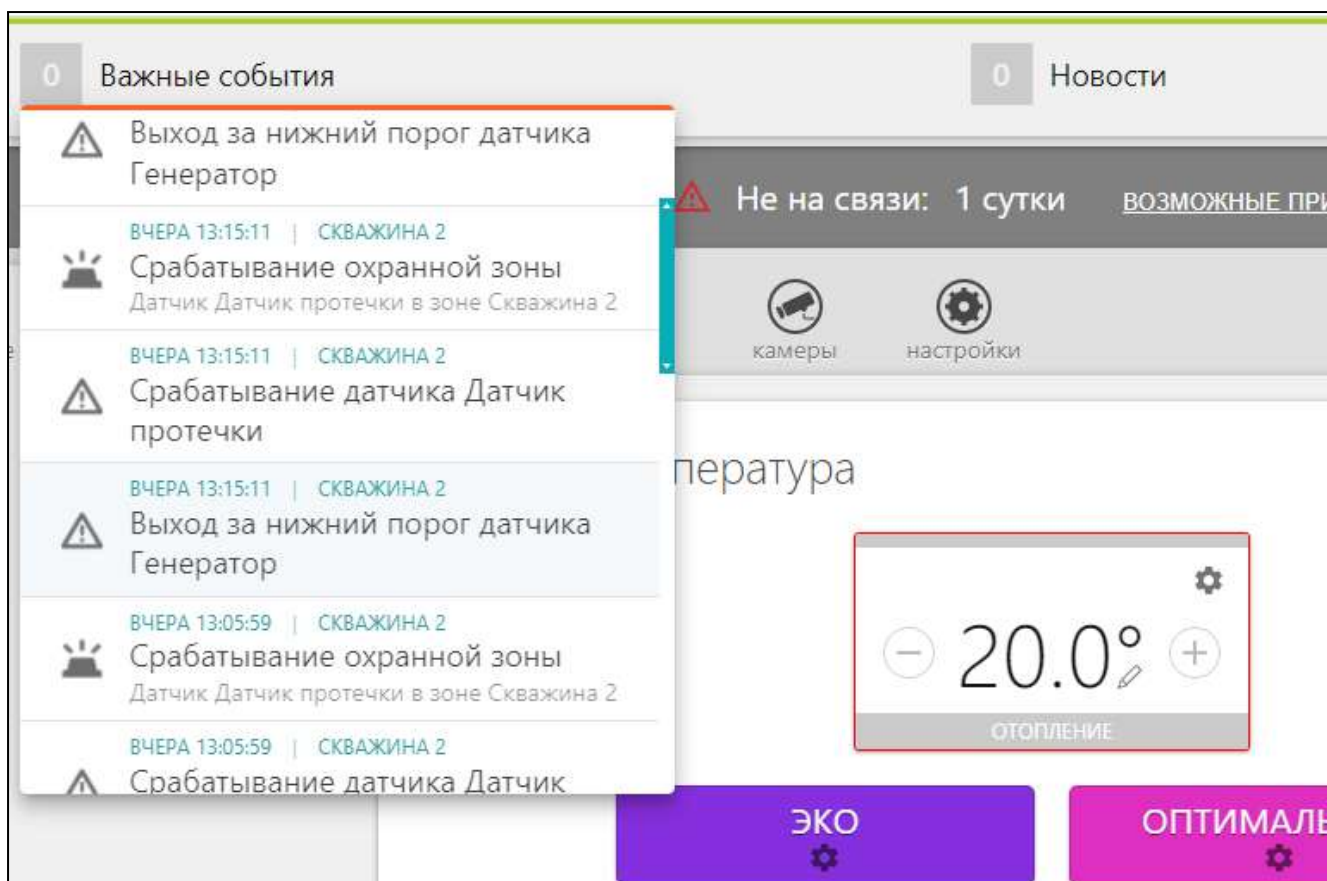 0 Важные события
0 Новости
Выход за нижний порог датчика
Генератор
ВЧЕРА 13:15:11 | СКВАЖИНА 2
Срабатывание охранной зоны
Датчик Датчик протечки в зоне Скважина 2
ВЧЕРА 13:15:11 | СКВАЖИНА 2
Срабатывание датчика Датчик
протечки
ВЧЕРА 13:15:11 | СКВАЖИНА 2
Выход за нижний порог датчика
Генератор
ВЧЕРА 13:05:59 | СКВАЖИНА 2
Срабатывание охранной зоны
Датчик Датчик протечки в зоне Скважина 2
ВЧЕРА 13:05:59 | СКВАЖИНА 2
Срабатывание датчика Датчик
Не на связи: 1 сутки ВОЗМОЖНЫЕ ПРИ
камеры настройки
пература
20.0°
ОТОПЛЕНИЕ
ЭКО
ОПТИМАЛЬ